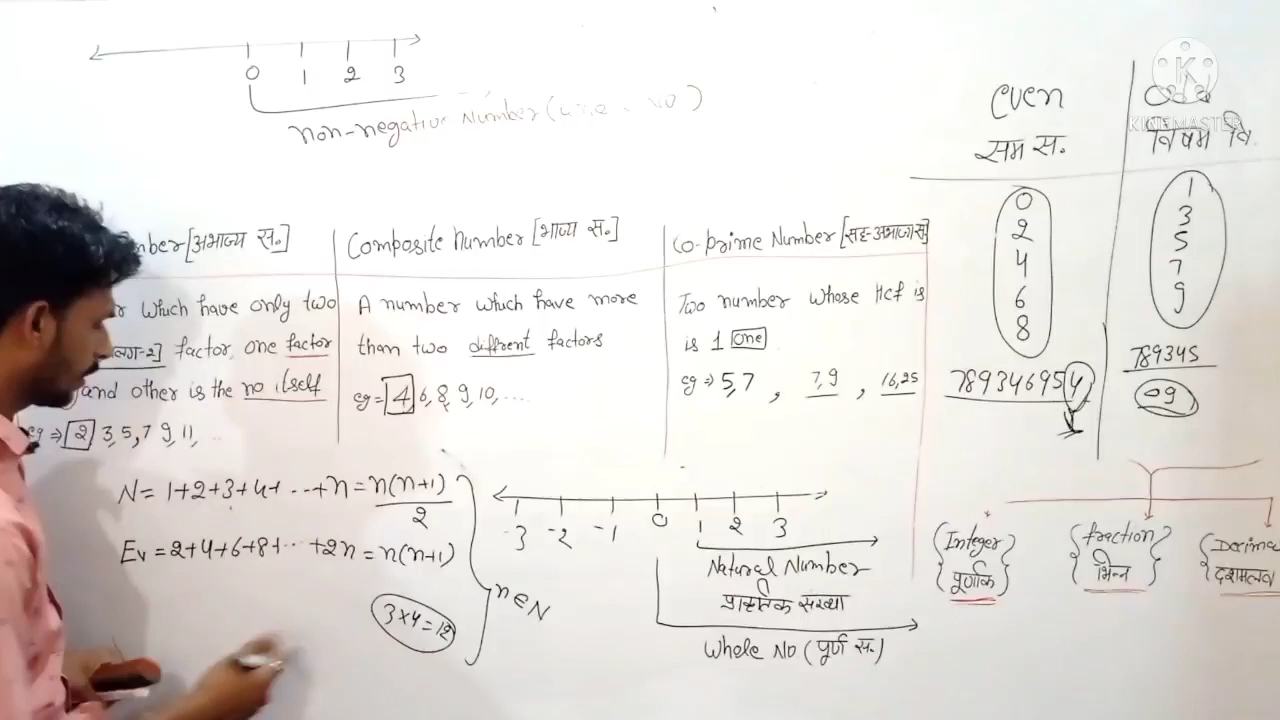 0 1 2 3
non-negative Number(
even
सम स.
विषम वि.
KINEMASTER
0
2
4
6
8
789346954
1
3
5
7
9
789345
09
mber[अभाज्य स.]
r which have only two
factor, one factor
and other is the no itself
eg ⇒ 2 3, 5, 7 9, 11, ..
Composite number [भाज्य स.]
A number which have more
than two different factors
eg = 4, 6, 8, 9, 10, ....
Co-prime Number [सह-अभाज्य स]
Two number whose Hcf is
is 1 one
eg ⇒ 5, 7 , 7, 9 , 16, 25
N = 1+2+3+4+ ...+n = n(n+1)
2
Ev = 2+4+6+8+... +2n = n(n+1)
3×4=12
n∈N
-3 -2 -1 0 1 2 3
Natural Number
प्राकृतिक संख्या
Whole No (पूर्ण स.)
Integer
पूर्णांक
fraction
भिन्न
Decima
दशमलव